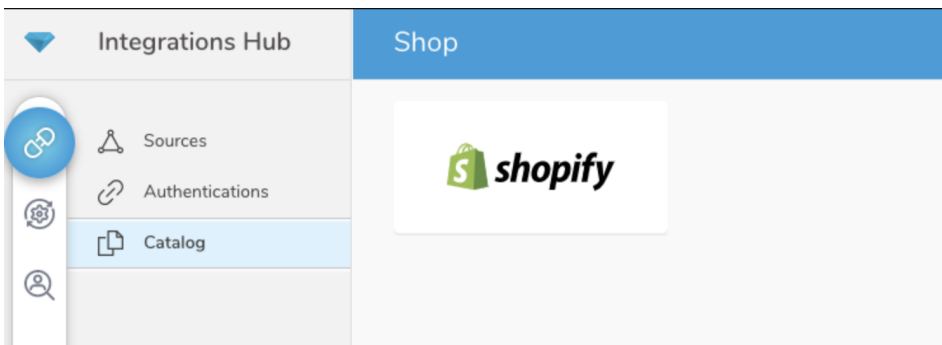 Integrations Hub
Shop
Sources
Authentications
Catalog
shopify